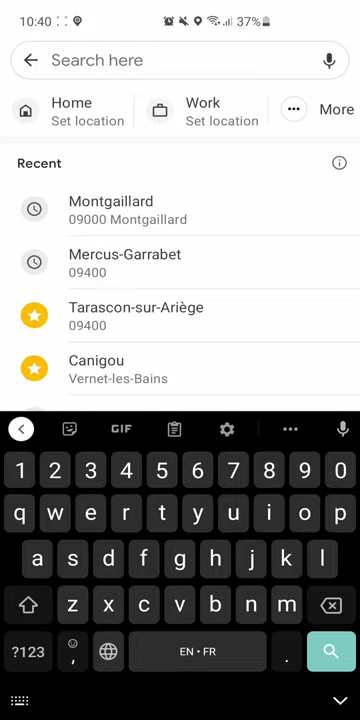 10:40 37%
Search here
Home
Set location
Work
Set location
More
Recent
Montgaillard
09000 Montgaillard
Mercus-Garrabet
09400
Tarascon-sur-Ariège
09400
Canigou
Vernet-les-Bains
GIF
1 2 3 4 5 6 7 8 9 0
q w e r t y u i o p
a s d f g h j k l
z x c v b n m
?123 , EN • FR .